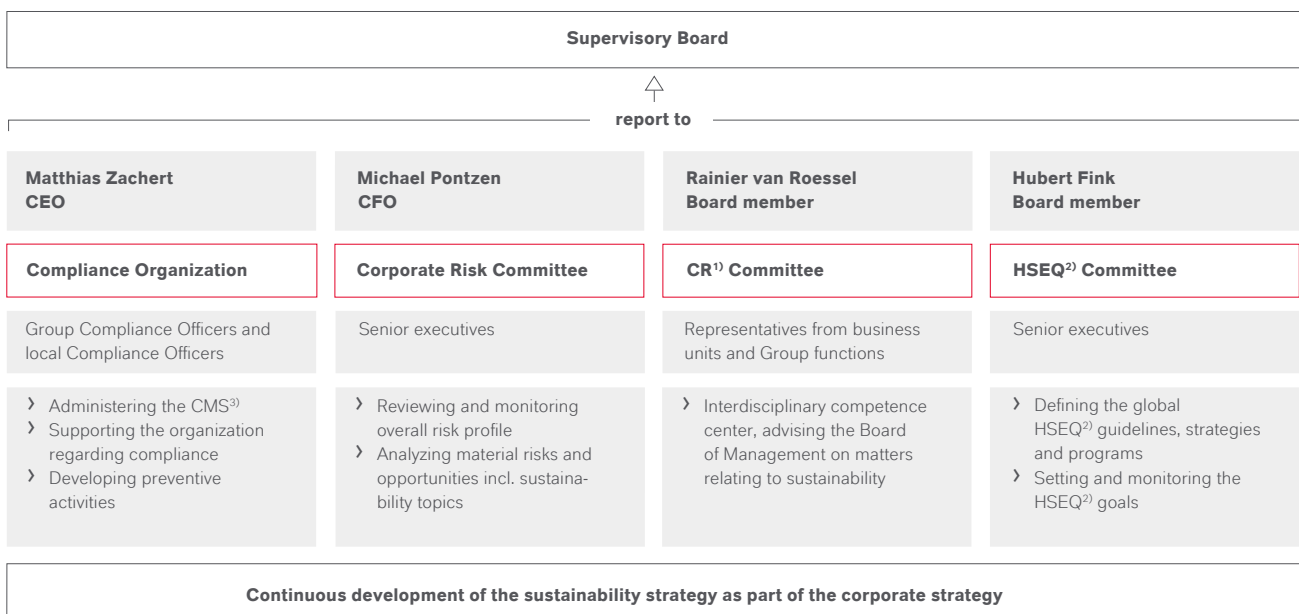 Supervisory Board
report to
Matthias Zachert
CEO
Michael Pontzen
CFO
Rainier van Roessel
Board member
Hubert Fink
Board member
Compliance Organization
Corporate Risk Committee
CR¹⁾ Committee
HSEQ²⁾ Committee
Group Compliance Officers and
local Compliance Officers
Senior executives
Representatives from business
units and Group functions
Senior executives
› Administering the CMS³⁾
› Supporting the organization
regarding compliance
› Developing preventive
activities
› Reviewing and monitoring
overall risk profile
› Analyzing material risks and
opportunities incl. sustaina-
bility topics
› Interdisciplinary competence
center, advising the Board
of Management on matters
relating to sustainability
› Defining the global
HSEQ²⁾ guidelines, strategies
and programs
› Setting and monitoring the
HSEQ²⁾ goals
Continuous development of the sustainability strategy as part of the corporate strategy